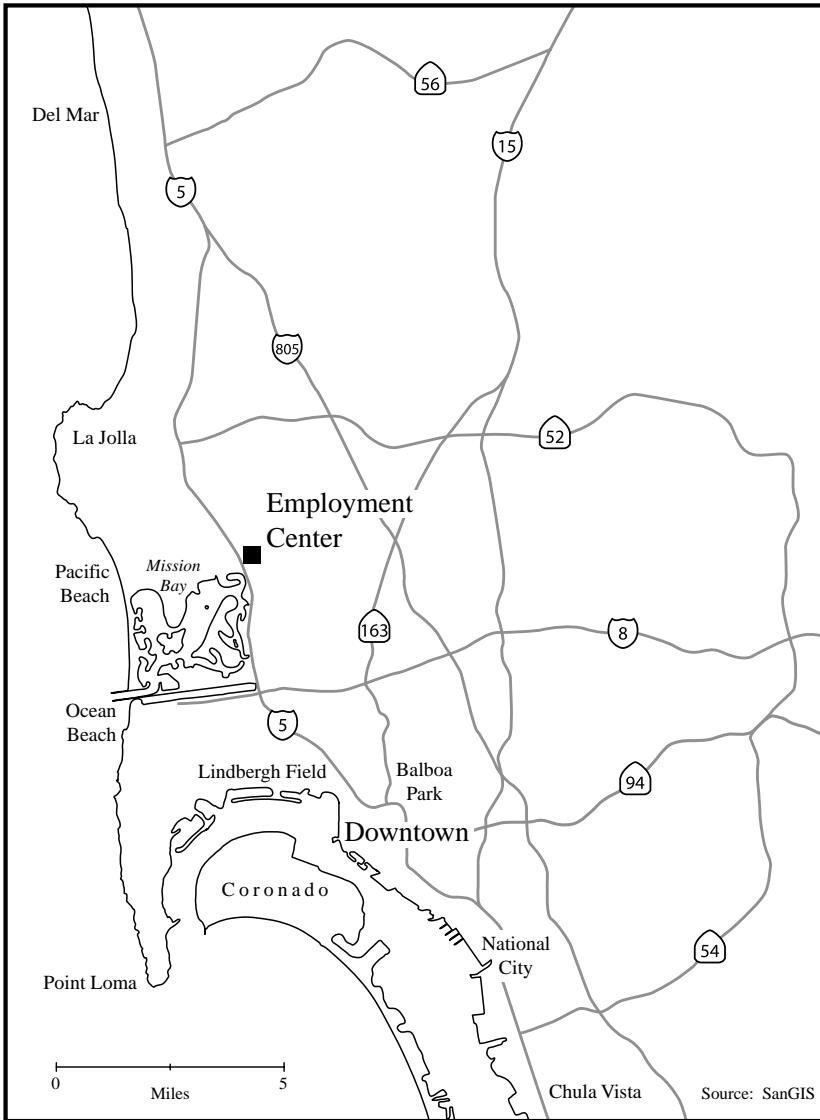 56
Del Mar
15
5
805
La Jolla
52
Employment
Center
Mission
Bay
Pacific
Beach
163
8
Ocean
Beach
5
Lindbergh Field
Balboa
Park
94
Downtown
Coronado
National
City
54
Point Loma
0
5
Miles
Chula Vista
Source: SanGIS